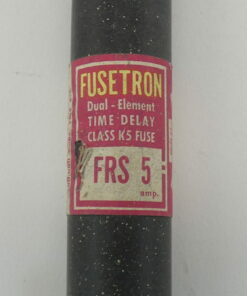 FUSETRON
Dual - Element
TIME DELAY
CLASS K5 FUSE
FRS 5
amp.